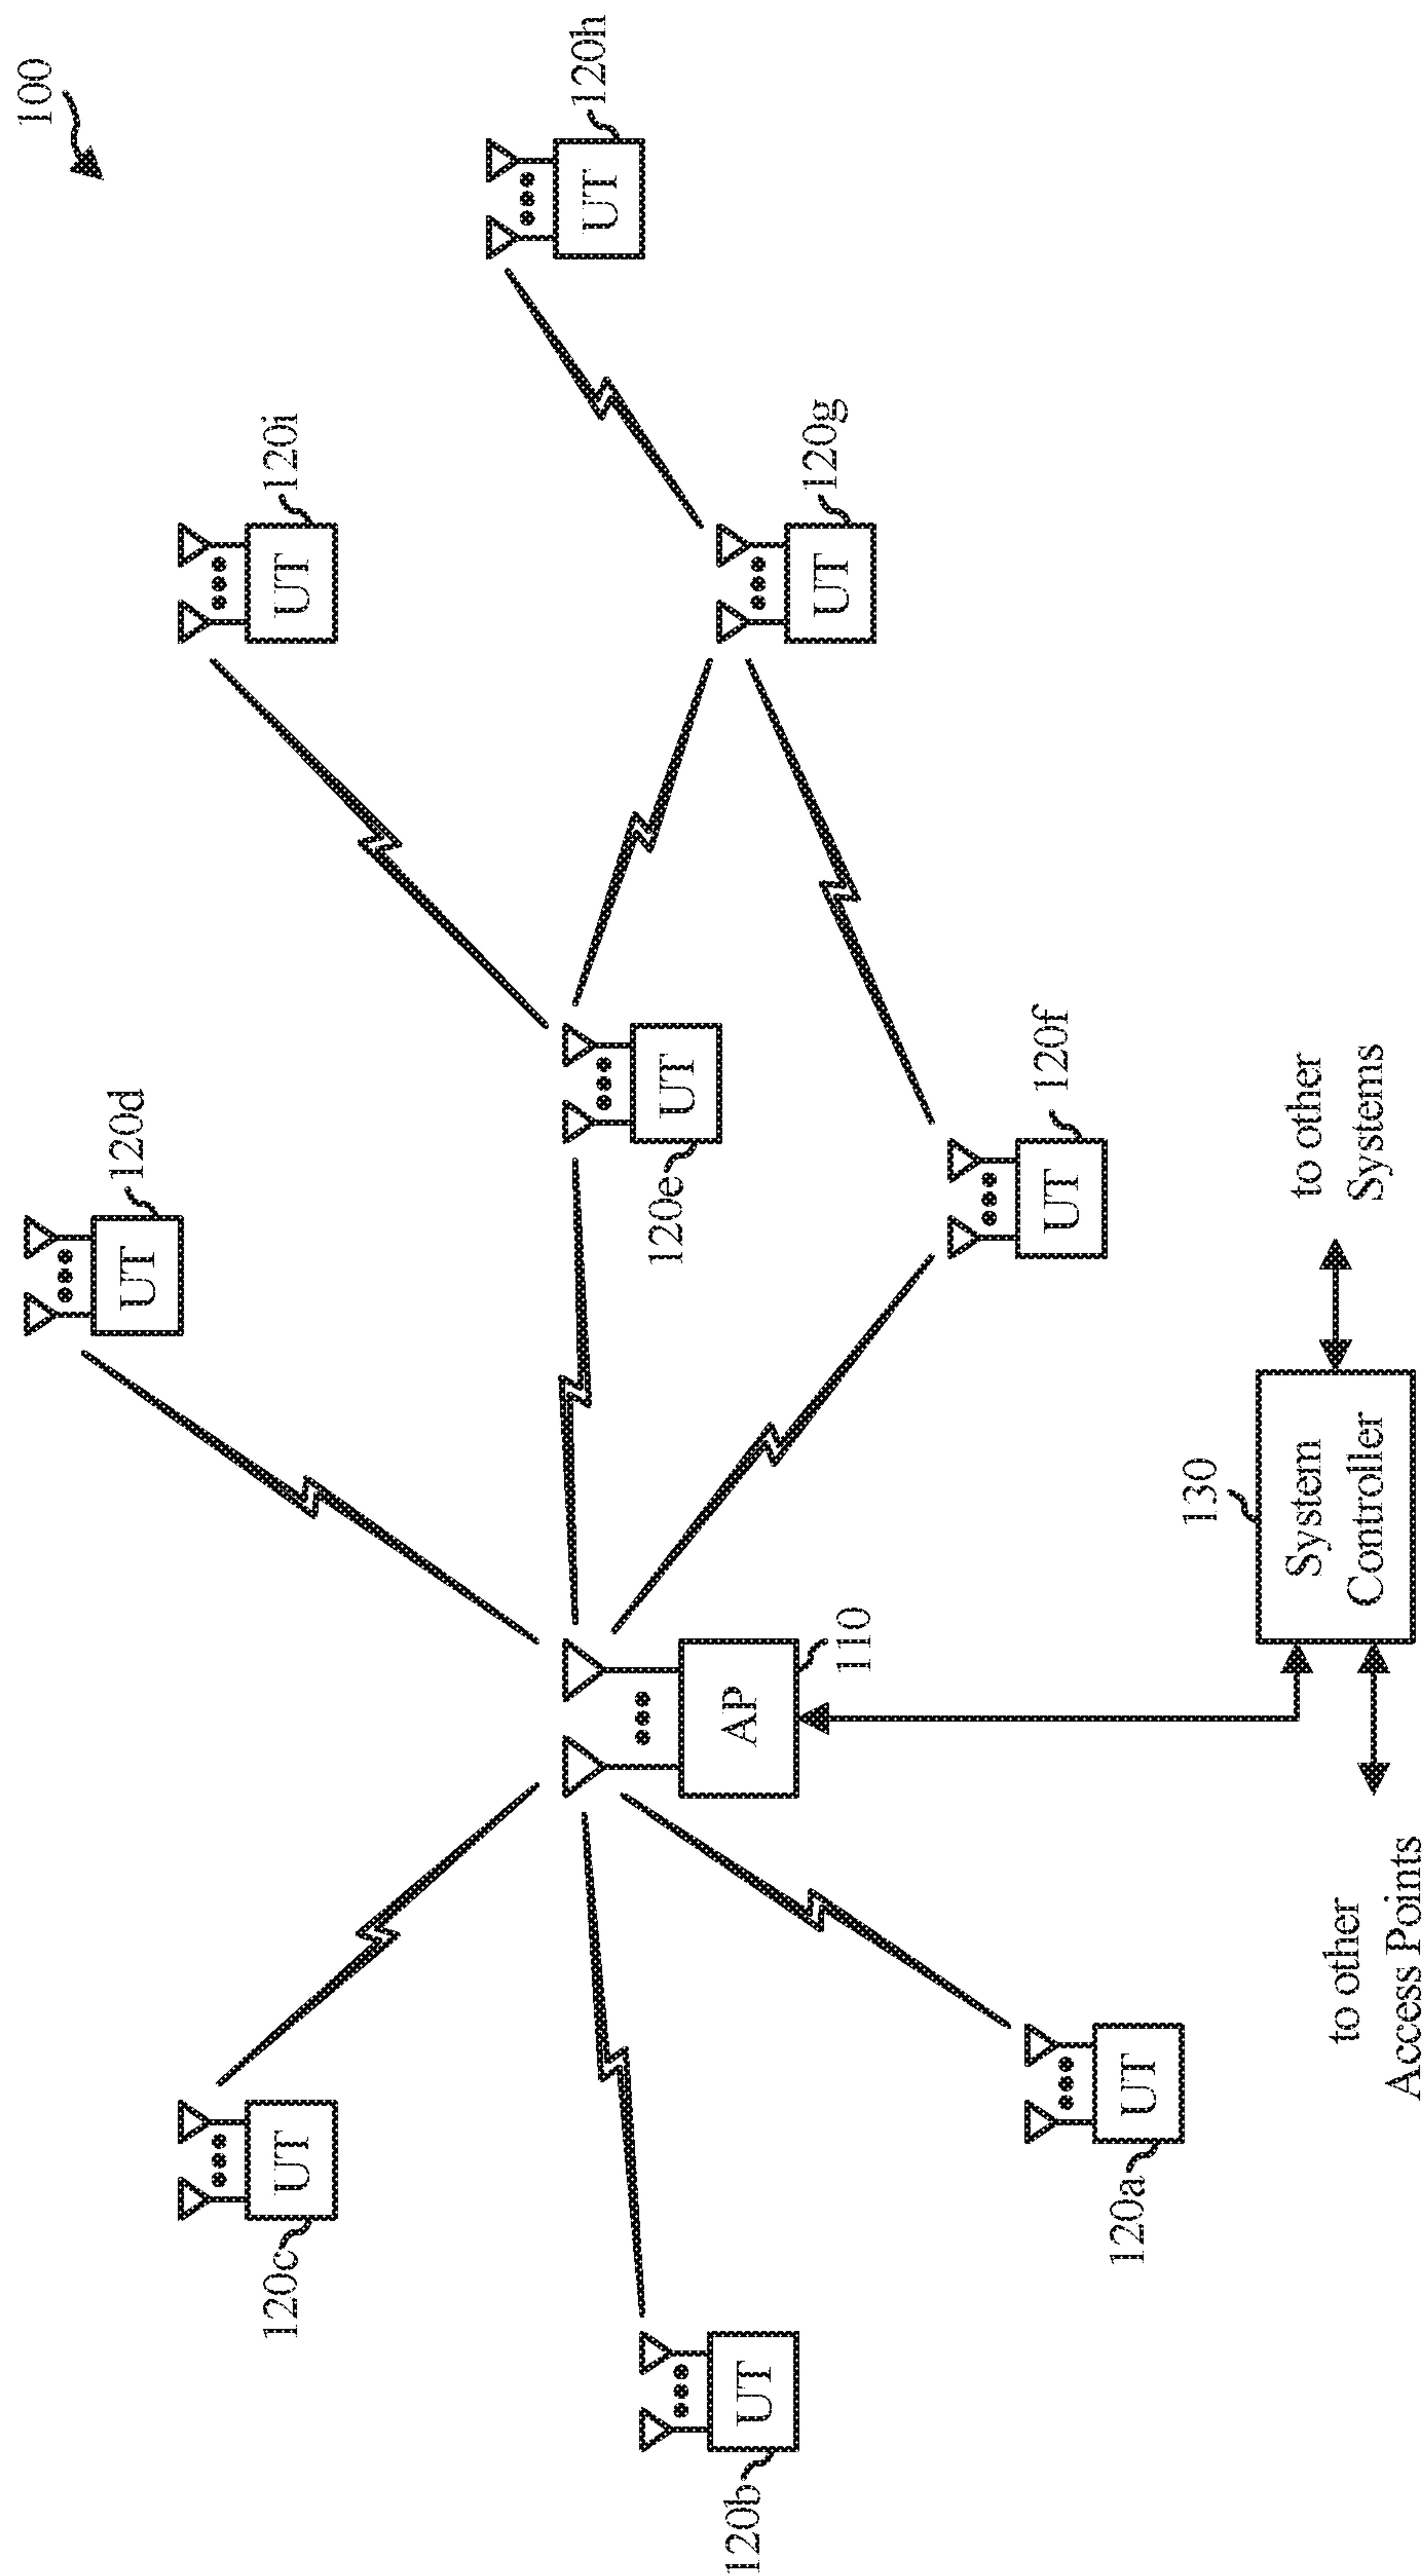 100
UT
120d
UT
120c
UT
120i
UT
120h
UT
120b
AP
110
UT
120e
UT
120g
UT
120a
UT
120f
130
System
Controller
to other
Systems
to other
Access Points